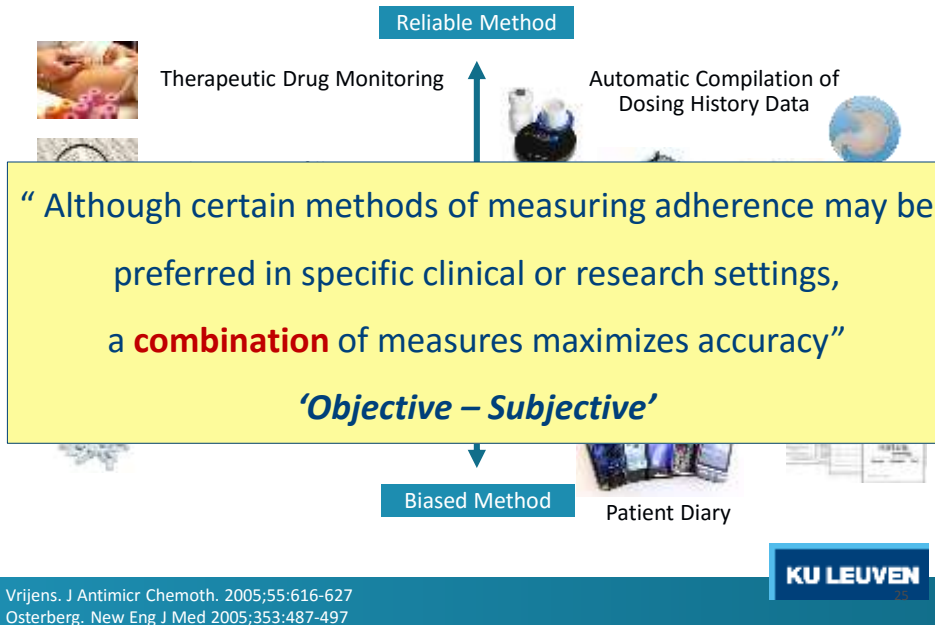 Reliable Method
Therapeutic Drug Monitoring
Automatic Compilation of
Dosing History Data
“ Although certain methods of measuring adherence may be
preferred in specific clinical or research settings,
a combination of measures maximizes accuracy”
‘Objective – Subjective’
Biased Method
Patient Diary
KU LEUVEN
25
Vrijens. J Antimicr Chemoth. 2005;55:616-627
Osterberg. New Eng J Med 2005;353:487-497